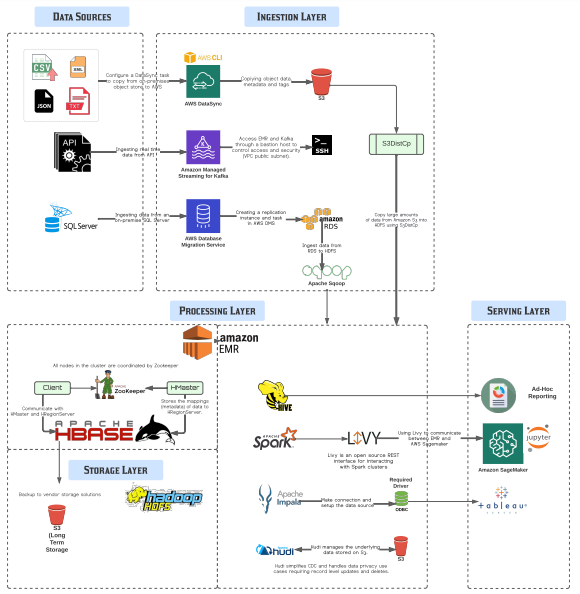 Data Sources
Ingestion Layer
CSV
XML
JSON
TXT
Configure a DataSync task
to copy from on-premise
object store to AWS
AWS CLI
AWS DataSync
Copying object data,
metadata and tags
S3
API
Ingesting real time
data from API
Amazon Managed
Streaming for Kafka
Access EMR and Kafka
through a bastion host to
control access and security
(VPC public subnet).
SSH
S3DistCp
SQL Server
Ingesting data from an
on-premise SQL Server
AWS Database
Migration Service
Creating a replication
instance and task
in AWS DMS
amazon
RDS
Copy large amounts
of data from Amazon S3 into
HDFS using S3DistCp
Ingest data from
RDS to HDFS
sqoop
Apache Sqoop
Processing Layer
Serving Layer
amazon
EMR
All nodes in the cluster are coordinated by Zookeeper
Client
APACHE
ZooKeeper
HMaster
Communicate with
HMaster and HRegionServer
Stores the mappings
(metadata) of data to
HRegionServer.
APACHE
HBASE
HIVE
Ad-Hoc
Reporting
APACHE
Spark
LIVY
Livy is an open source REST
interface for interacting
with Spark clusters
Using Livy to communicate
between EMR and
AWS Sagemaker
Amazon SageMaker
jupyter
Storage Layer
Backup to vendor storage solutions
S3
(Long
Term
Storage)
hadoop
HDFS
Apache
Impala
Make connection and
setup the data source
Required
Driver
ODBC
tableau
hudi
Hudi manages the underlying
data stored on S3.
S3
Hudi simplifies CDC and handles data privacy use
cases requiring record level updates and deletes.